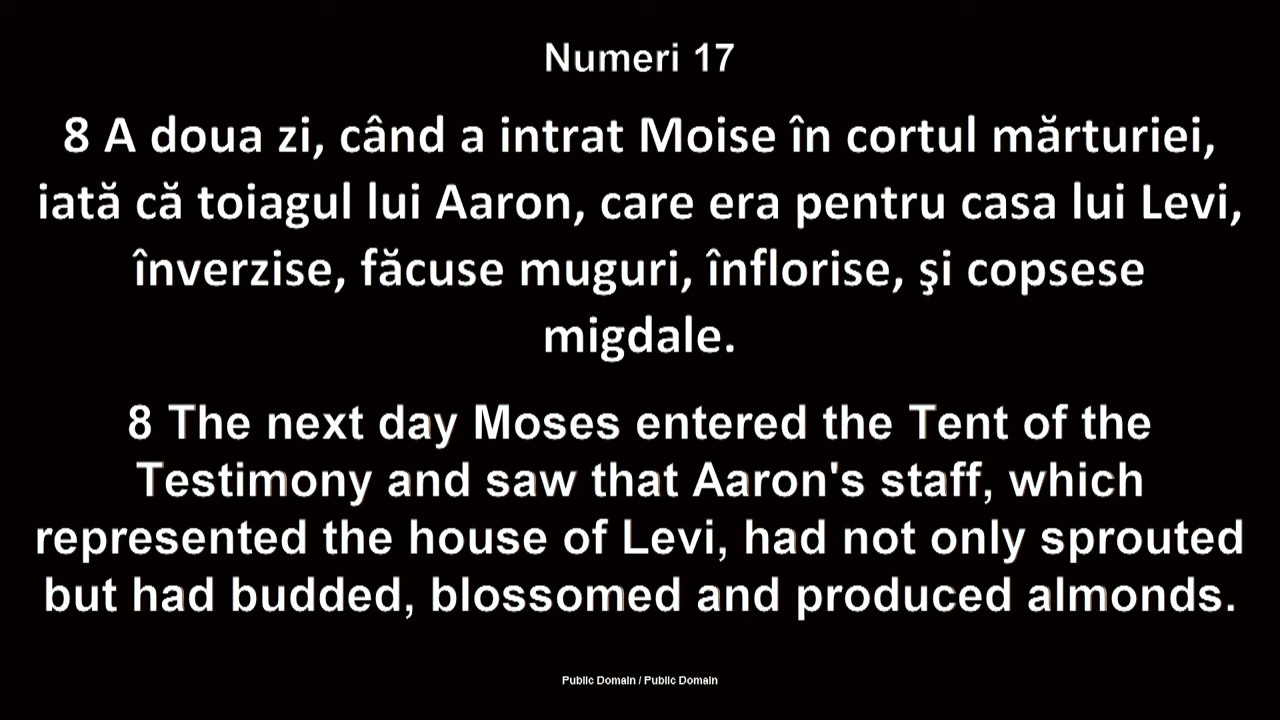 Numeri 17
8 A doua zi, când a intrat Moise în cortul mărturiei,
iată că toiagul lui Aaron, care era pentru casa lui Levi,
înverzise, făcuse muguri, înflorise, şi copsese
migdale.
8 The next day Moses entered the Tent of the
Testimony and saw that Aaron's staff, which
represented the house of Levi, had not only sprouted
but had budded, blossomed and produced almonds.
Public Domain / Public Domain